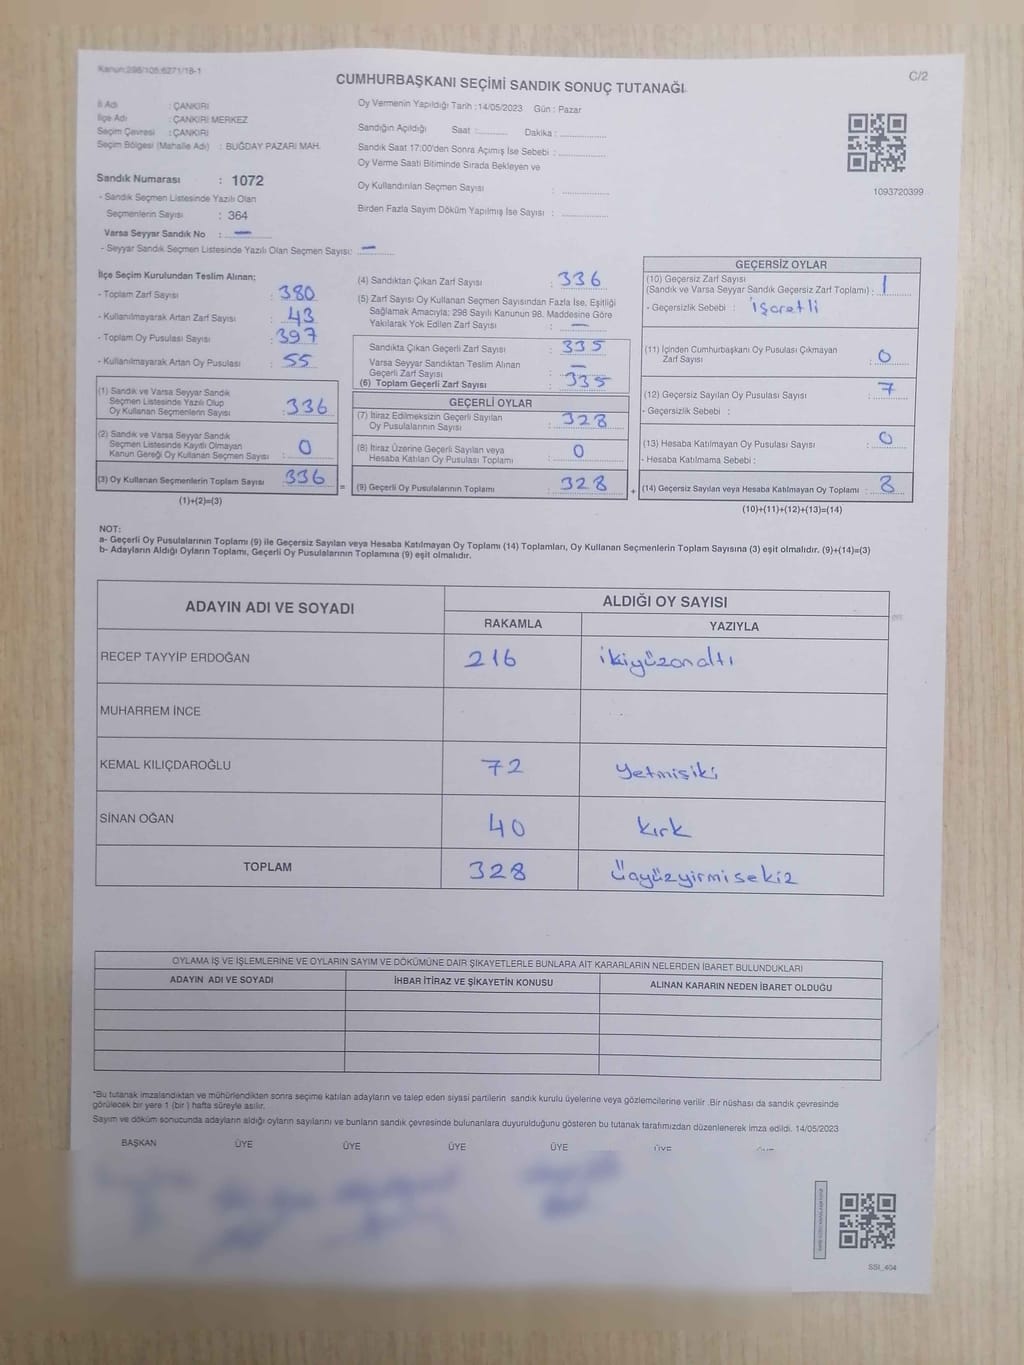 Kanun:298/105;6271/18-1
C/2
CUMHURBAŞKANI SEÇİMİ SANDIK SONUÇ TUTANAĞI
İl Adı : ÇANKIRI
İlçe Adı : ÇANKIRI MERKEZ
Seçim Çevresi : ÇANKIRI
Seçim Bölgesi (Mahalle Adı) : BUĞDAY PAZARI MAH.
Sandık Numarası : 1072
- Sandık Seçmen Listesinde Yazılı Olan
Seçmenlerin Sayısı : 364
Varsa Seyyar Sandık No : —
- Seyyar Sandık Seçmen Listesinde Yazılı Olan Seçmen Sayısı: —
Oy Vermenin Yapıldığı Tarih :14/05/2023 Gün : Pazar
Sandığın Açıldığı Saat :.......... Dakika :..............
Sandık Saat 17:00'den Sonra Açımış İse Sebebi :..............
Oy Verme Saati Bitiminde Sırada Bekleyen ve
Oy Kullandırılan Seçmen Sayısı : ..............
Birden Fazla Sayım Döküm Yapılmış İse Sayısı : ..............
1093720399
İlçe Seçim Kurulundan Teslim Alınan;
- Toplam Zarf Sayısı : 380
- Kullanılmayarak Artan Zarf Sayısı : 43
- Toplam Oy Pusulası Sayısı : 397
- Kullanılmayarak Artan Oy Pusulası : 55
(1) Sandık ve Varsa Seyyar Sandık
Seçmen Listesinde Yazılı Olup
Oy Kullanan Seçmenlerin Sayısı : 336
(2) Sandık ve Varsa Seyyar Sandık
Seçmen Listesinde Kayıtlı Olmayan
Kanun Gereği Oy Kullanan Seçmen Sayısı : 0
(3) Oy Kullanan Seçmenlerin Toplam Sayısı : 336
(1)+(2)=(3)
=
(4) Sandıktan Çıkan Zarf Sayısı : 336
(5) Zarf Sayısı Oy Kullanan Seçmen Sayısından Fazla İse, Eşitliği
Sağlamak Amacıyla; 298 Sayılı Kanunun 98. Maddesine Göre
Yakılarak Yok Edilen Zarf Sayısı : —
Sandıkta Çıkan Geçerli Zarf Sayısı : 335
Varsa Seyyar Sandıktan Teslim Alınan
Geçerli Zarf Sayısı : —
(6) Toplam Geçerli Zarf Sayısı : 335
GEÇERLİ OYLAR
(7) İtiraz Edilmeksizin Geçerli Sayılan
Oy Pusulalarının Sayısı : 328
(8) İtiraz Üzerine Geçerli Sayılan veya
Hesaba Katılan Oy Pusulası Toplamı : 0
(9) Geçerli Oy Pusulalarının Toplamı : 328
+
GEÇERSİZ OYLAR
(10) Geçersiz Zarf Sayısı
(Sandık ve Varsa Seyyar Sandık Geçersiz Zarf Toplamı) : 1
- Geçersizlik Sebebi : işaretli
(11) İçinden Cumhurbaşkanı Oy Pusulası Çıkmayan
Zarf Sayısı : 0
(12) Geçersiz Sayılan Oy Pusulası Sayısı : 7
- Geçersizlik Sebebi :
(13) Hesaba Katılmayan Oy Pusulası Sayısı : 0
- Hesaba Katılmama Sebebi :
(14) Geçersiz Sayılan veya Hesaba Katılmayan Oy Toplamı : 8
(10)+(11)+(12)+(13)=(14)
NOT:
a- Geçerli Oy Pusulalarının Toplamı (9) ile Geçersiz Sayılan veya Hesaba Katılmayan Oy Toplamı (14) Toplamları, Oy Kullanan Seçmenlerin Toplam Sayısına (3) eşit olmalıdır. (9)+(14)=(3)
b- Adayların Aldığı Oyların Toplamı, Geçerli Oy Pusulalarının Toplamına (9) eşit olmalıdır.
ADAYIN ADI VE SOYADI ALDIĞI OY SAYISI
RAKAMLA YAZIYLA
RECEP TAYYİP ERDOĞAN 216 ikiyüzonaltı
MUHARREM İNCE
KEMAL KILIÇDAROĞLU 72 Yetmişiki
SİNAN OĞAN 40 kırk
TOPLAM 328 Üçyüzyirmisekiz
OYLAMA İŞ VE İŞLEMLERİNE VE OYLARIN SAYIM VE DÖKÜMÜNE DAİR ŞİKAYETLERLE BUNLARA AİT KARARLARIN NELERDEN İBARET BULUNDUKLARI
ADAYIN ADI VE SOYADI İHBAR İTİRAZ VE ŞİKAYETİN KONUSU ALINAN KARARIN NEDEN İBARET OLDUĞU
*Bu tutanak imzalandıktan ve mühürlendikten sonra seçime katılan adayların ve talep eden siyasi partilerin sandık kurulu üyelerine veya gözlemcilerine verilir .Bir nüshası da sandık çevresinde
görülecek bir yere 1 (bir ) hafta süreyle asılır.
Sayım ve döküm sonucunda adayların aldığı oyların sayılarını ve bunların sandık çevresinde bulunanlara duyurulduğunu gösteren bu tutanak tarafımızdan düzenlenerek imza edildi. 14/05/2023
BAŞKAN ÜYE ÜYE ÜYE ÜYE ÜYE
SSI_404